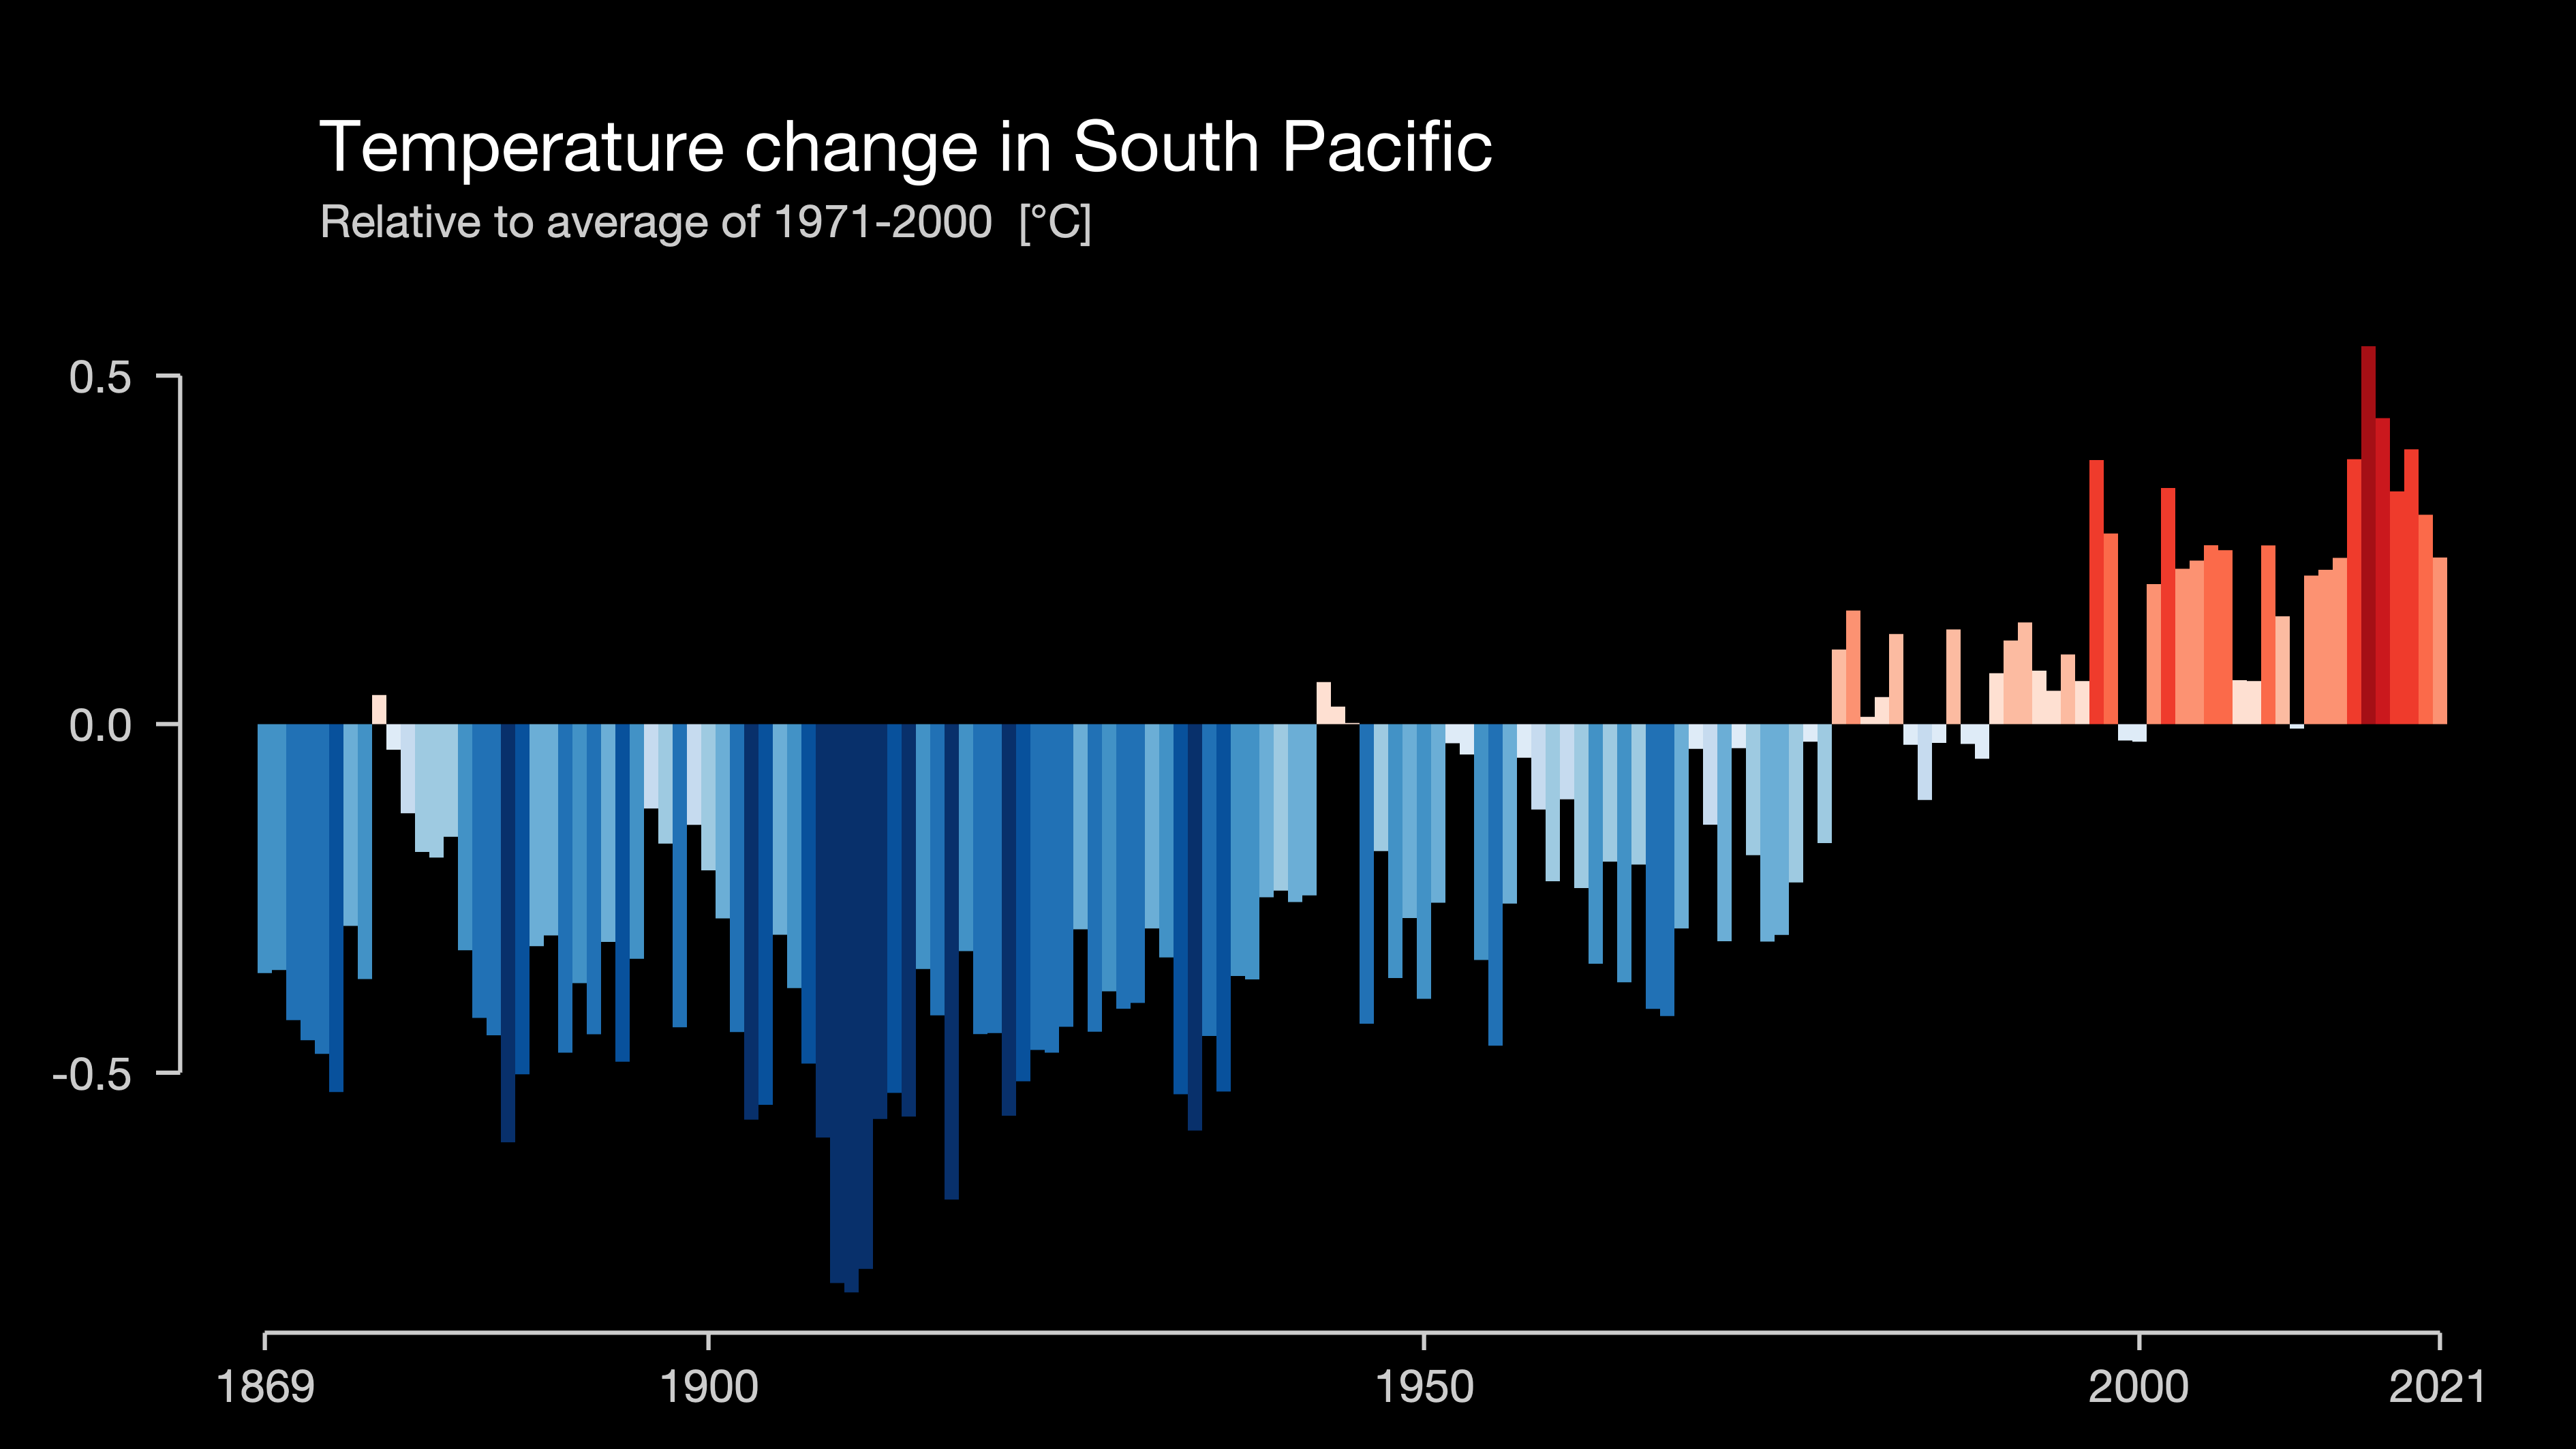 Temperature change in South Pacific
Relative to average of 1971-2000  [°C]
0.5
0.0
-0.5
1869 1900 1950 2000 2021